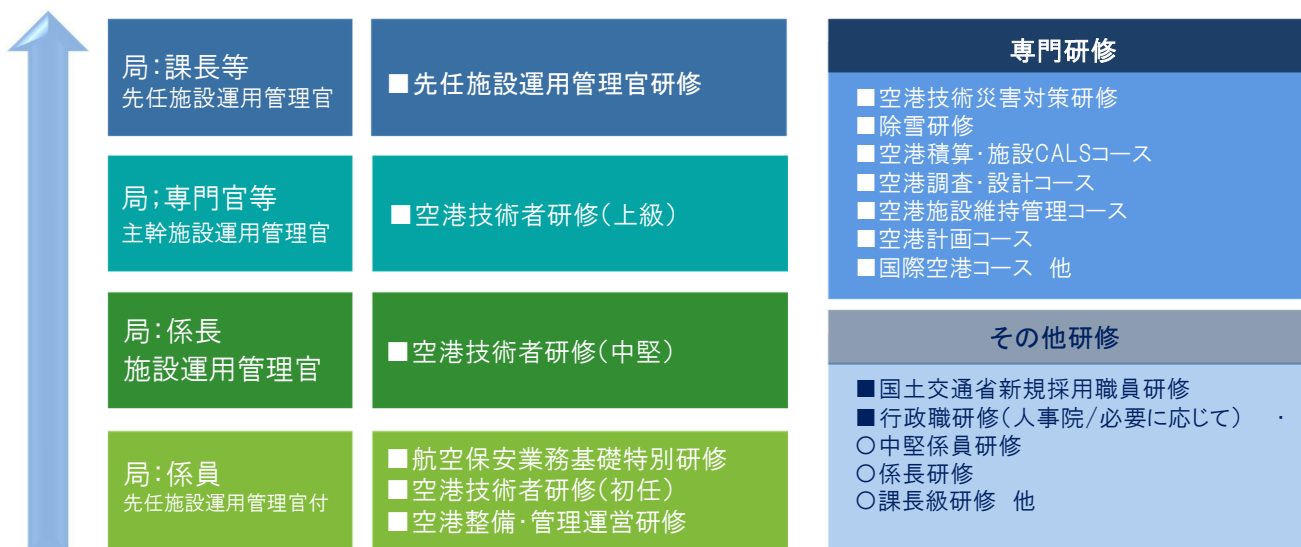 局：課長等
先任施設運用管理官
■先任施設運用管理官研修
局；専門官等
主幹施設運用管理官
■空港技術者研修（上級）
局：係長
施設運用管理官
■空港技術者研修（中堅）
局：係員
先任施設運用管理官付
■航空保安業務基礎特別研修
■空港技術者研修（初任）
■空港整備・管理運営研修
専門研修
■空港技術災害対策研修
■除雪研修
■空港積算・施設CALSコース
■空港調査・設計コース
■空港施設維持管理コース
■空港計画コース
■国際空港コース　他
その他研修
■国土交通省新規採用職員研修
■行政職研修（人事院/必要に応じて）　・
○中堅係員研修
○係長研修
○課長級研修　他